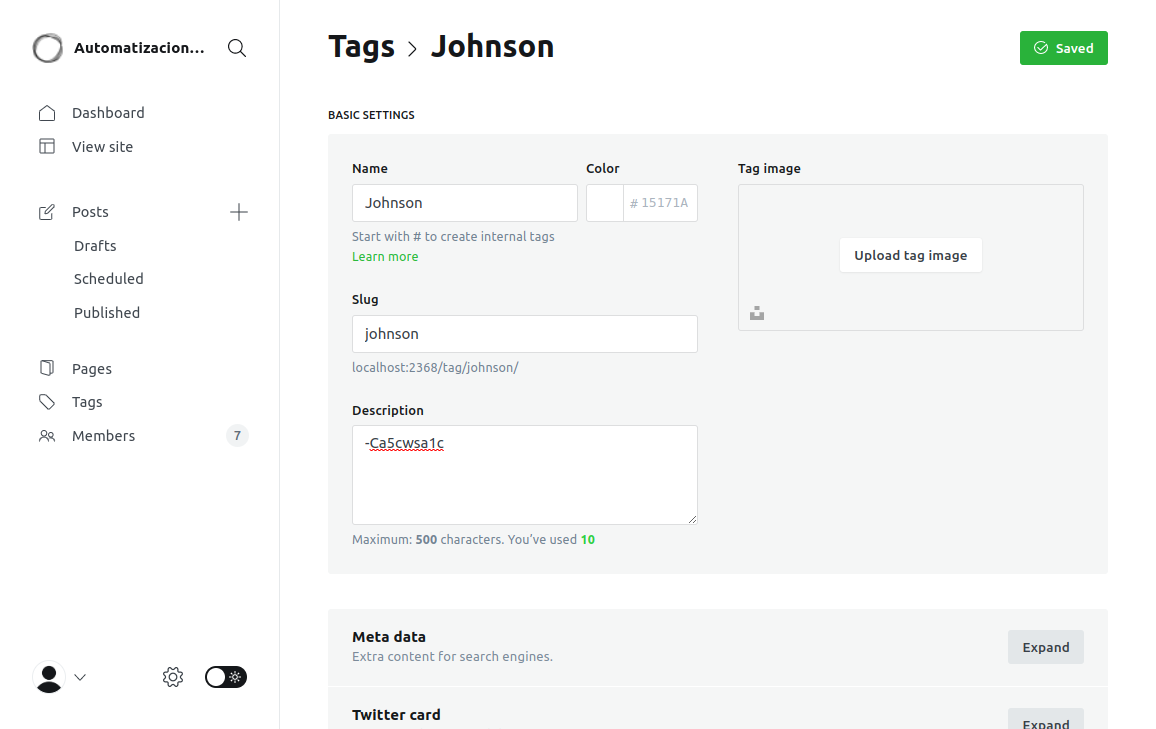 Automatizacion...
Dashboard
View site
Posts
Drafts
Scheduled
Published
Pages
Tags
Members 7
Tags > Johnson
Saved
BASIC SETTINGS
Name
Johnson
Color
# 15171A
Start with # to create internal tags
Learn more
Slug
johnson
localhost:2368/tag/johnson/
Description
-Ca5cwsa1c
Maximum: 500 characters. You’ve used 10
Tag image
Upload tag image
Meta data
Extra content for search engines.
Expand
Twitter card
Expand